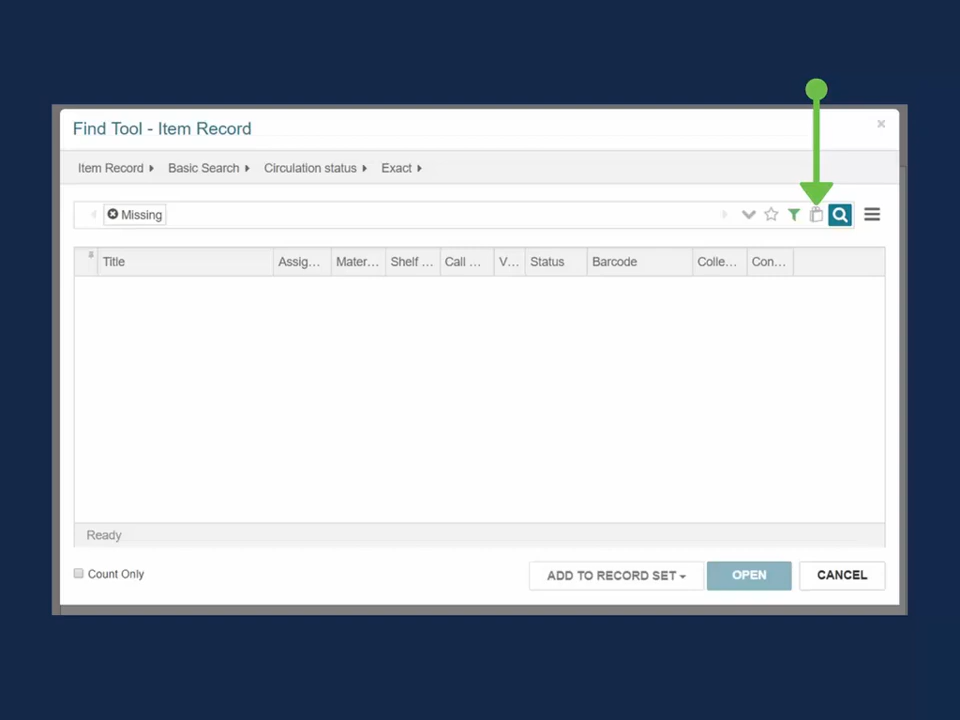 Find Tool - Item Record
Item Record Basic Search Circulation status Exact
Missing
Title Assig... Mater... Shelf ... Call ... V... Status Barcode Colle... Con...
Ready
Count Only
ADD TO RECORD SET OPEN CANCEL